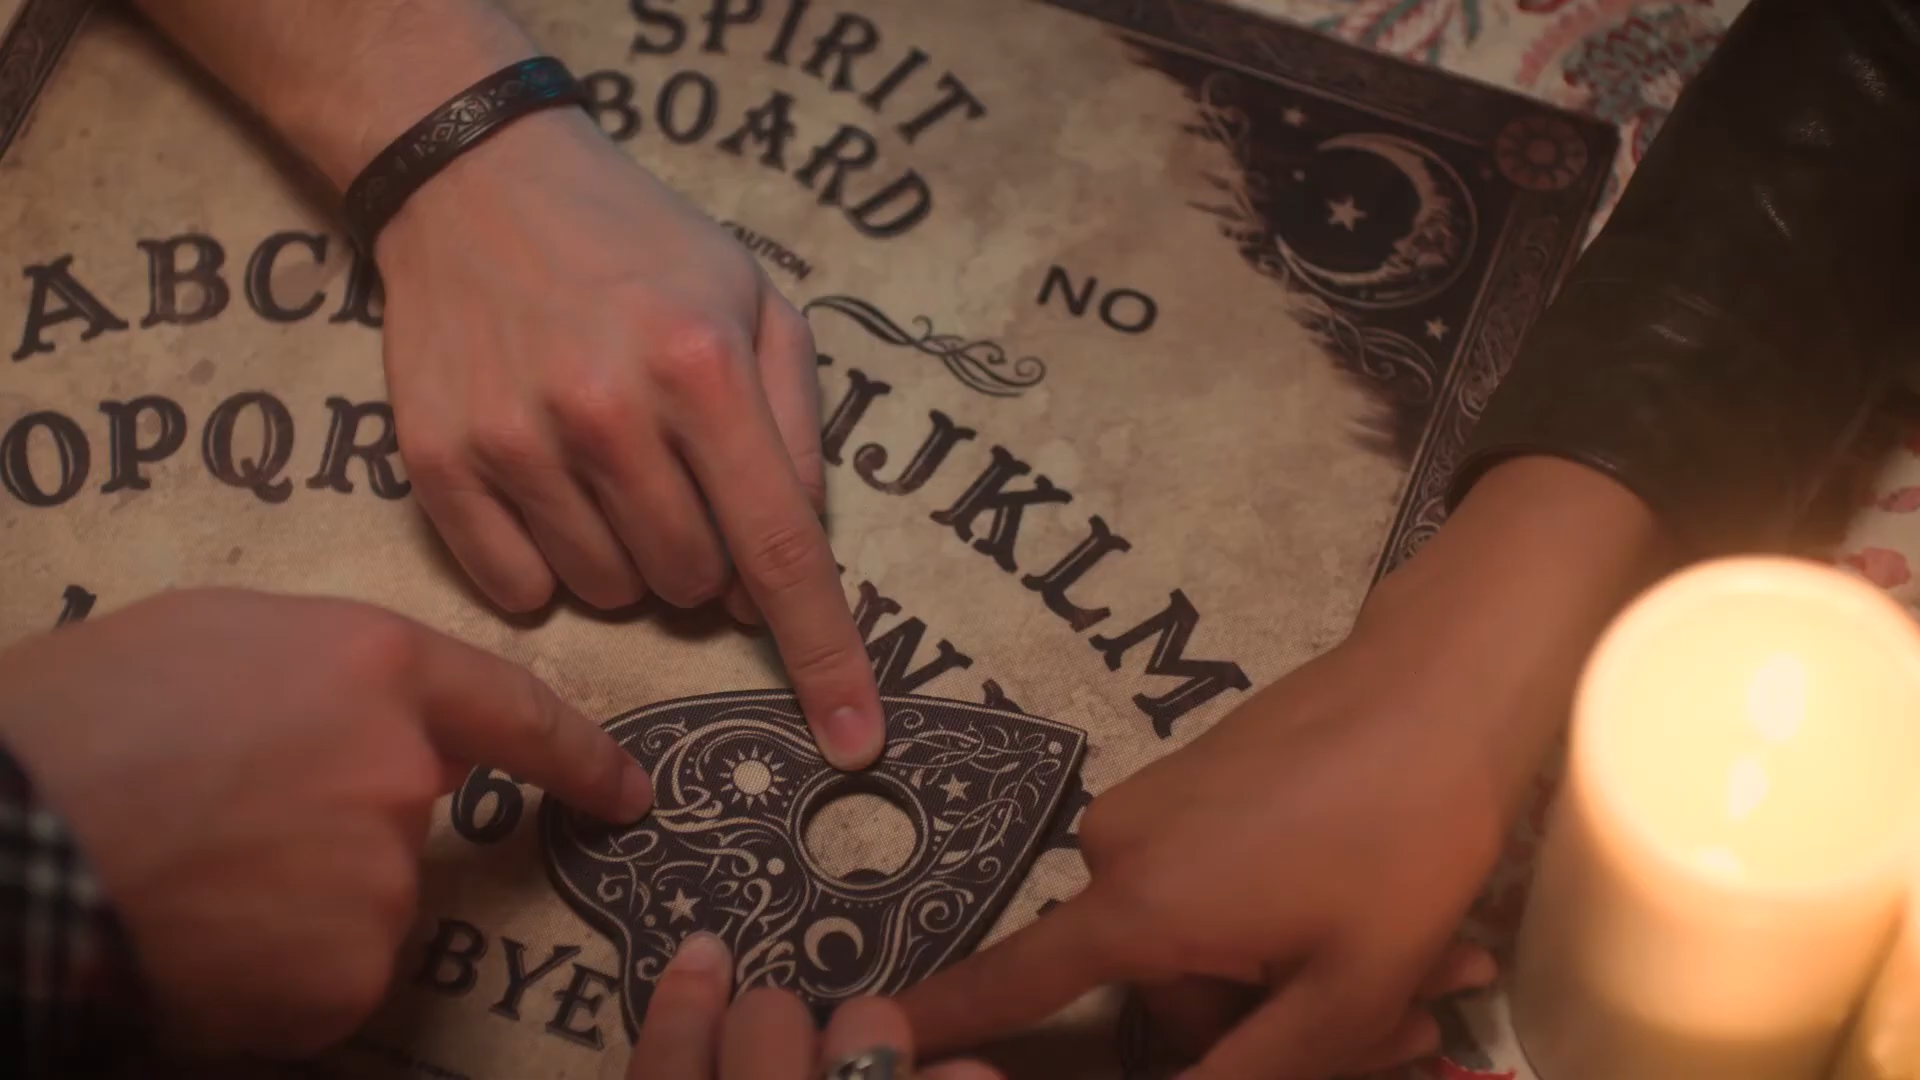 SPIRIT
BOARD
CAUTION
NO
ABC IJKLM
OPQR W
6
BYE